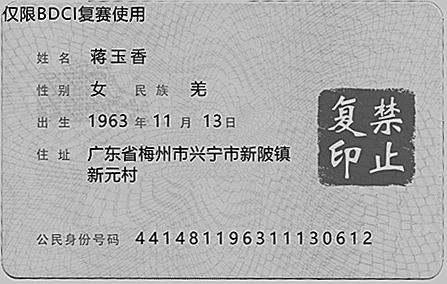 仅限BDCI复赛使用
姓名 蒋玉香
性别 女 民族 羌
出生 1963 年 11 月 13 日
住址 广东省梅州市兴宁市新陂镇
新元村
禁止
复印
公民身份号码 441481196311130612